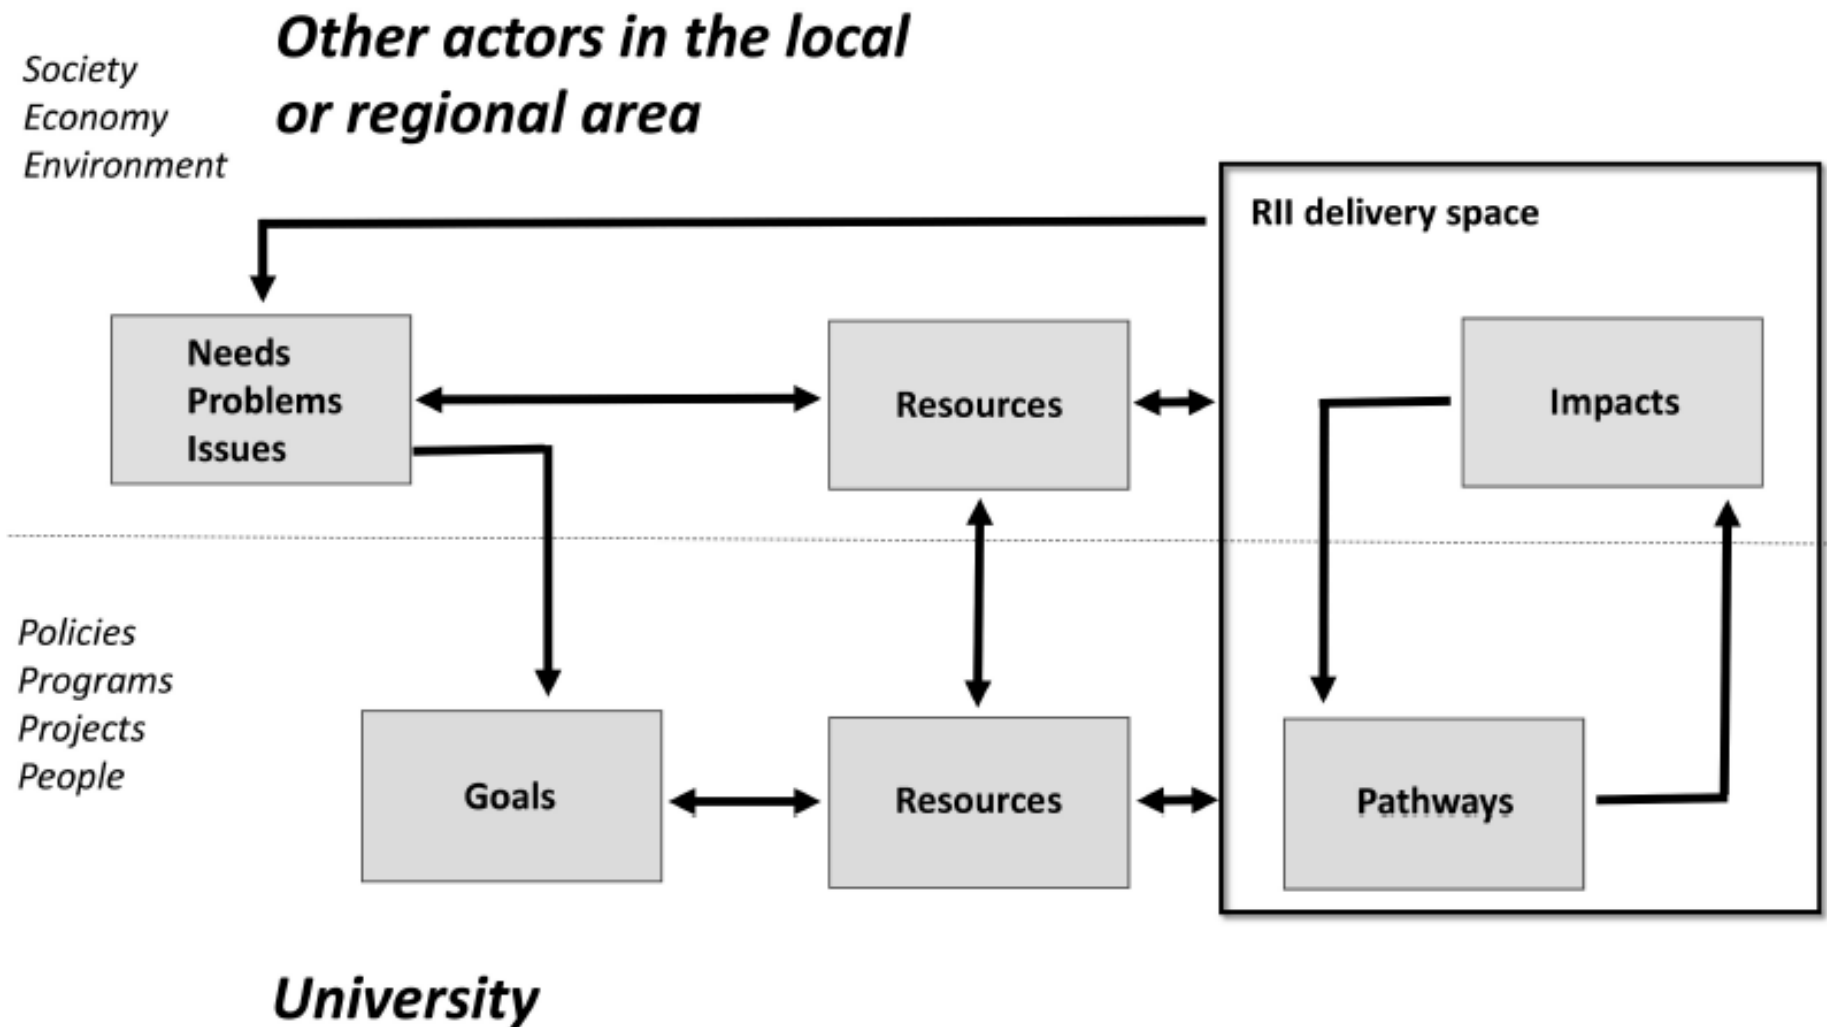 Other actors in the local
or regional area
Society
Economy
Environment
RII delivery space
Needs
Problems
Issues
Resources
Impacts
Policies
Programs
Projects
People
Goals
Resources
Pathways
University